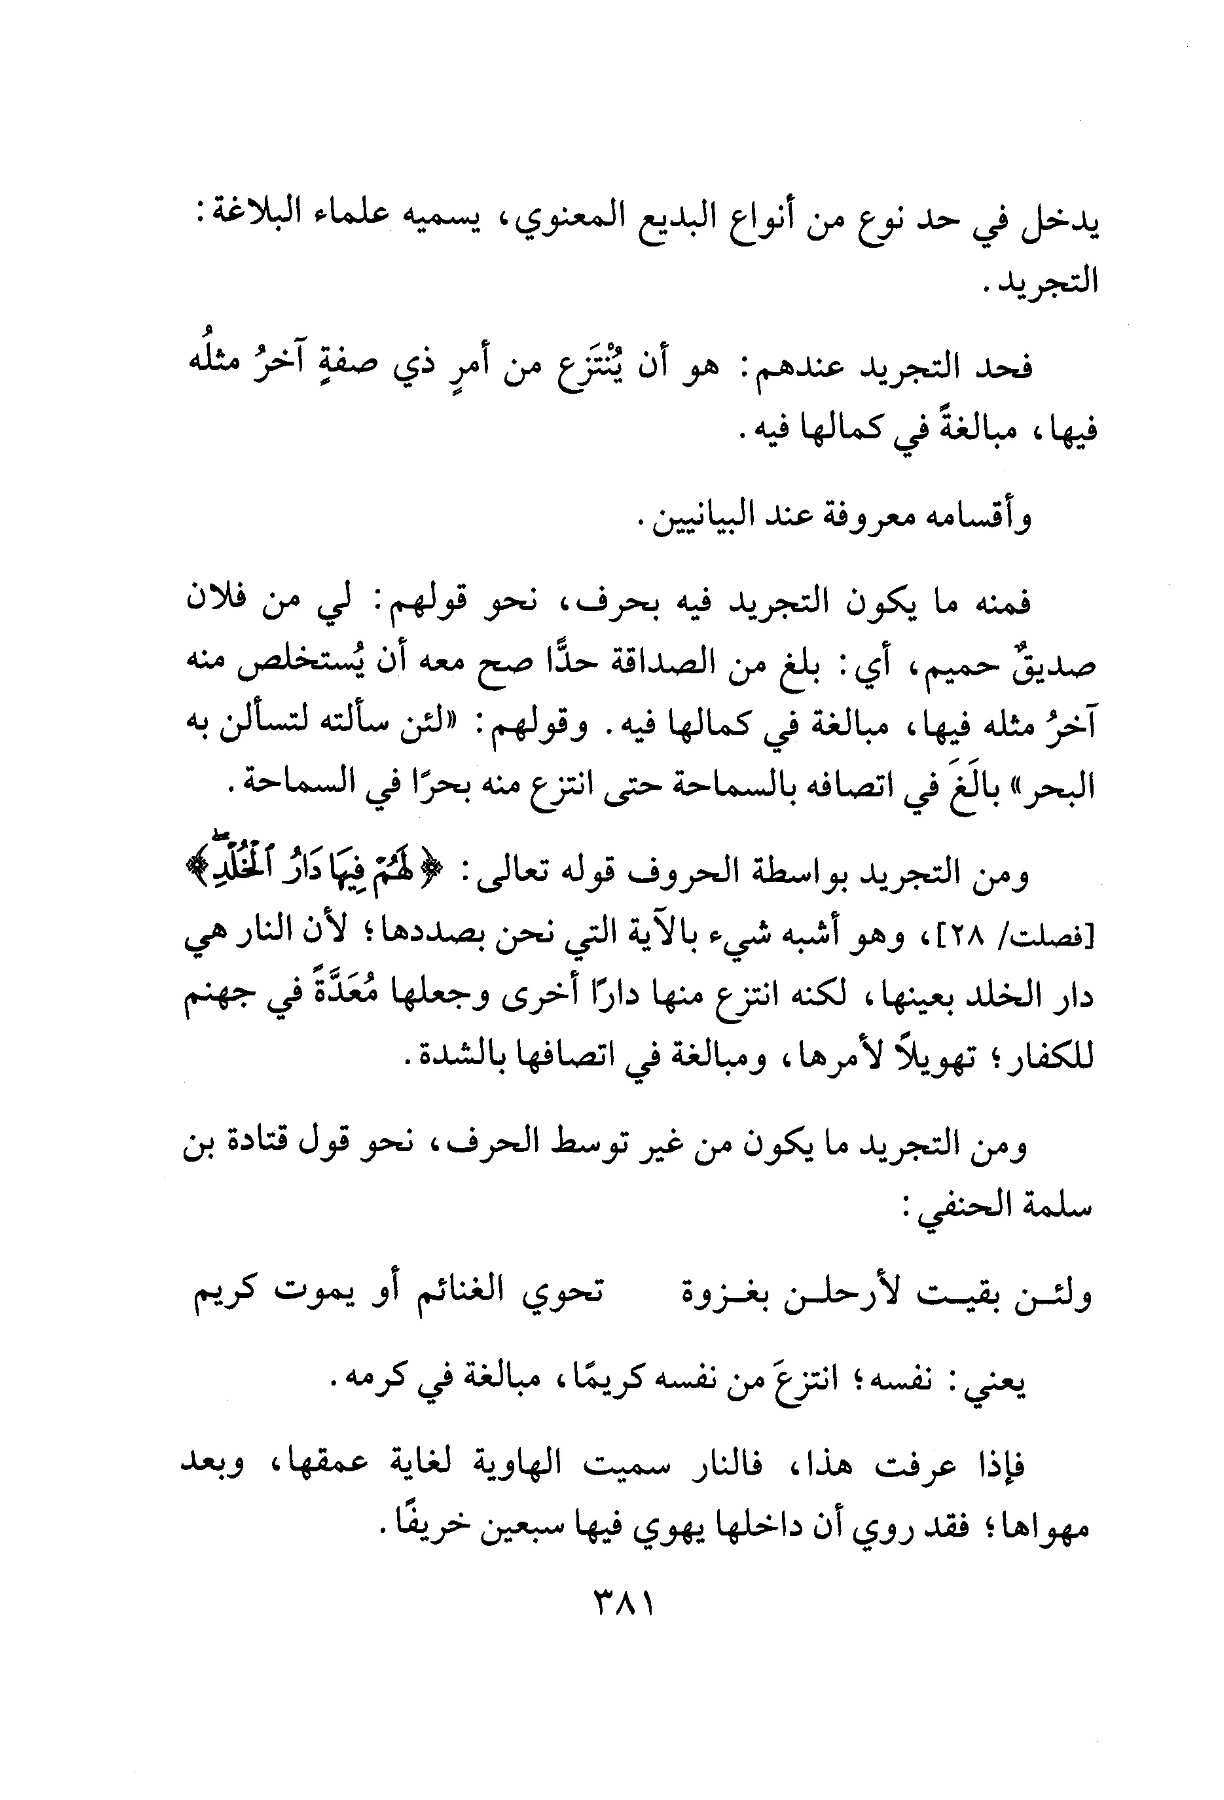 يدخل في حد نوع من أنواع البديع المعنوي، يسميه علماء البلاغة:
التجريد.
فحد التجريد عندهم: هو أن يُنْتَزَع من أمرٍ ذي صفةٍ آخرُ مثلُه
فيها، مبالغةً في كمالها فيه.
وأقسامه معروفة عند البيانيين.
فمنه ما يكون التجريد فيه بحرف، نحو قولهم: لي من فلان
صديقٌ حميم، أي: بلغ من الصداقة حدًّا صح معه أن يُستخلص منه
آخرُ مثله فيها، مبالغة في كمالها فيه. وقولهم: «لئن سألته لتسألن به
البحر» بالَغَ في اتصافه بالسماحة حتى انتزع منه بحرًا في السماحة.
ومن التجريد بواسطة الحروف قوله تعالى: ﴿لَهُمْ فِيهَا دَارُ ٱلْخُلْدِۖ﴾
[فصلت/ ٢٨]، وهو أشبه شيء بالآية التي نحن بصددها؛ لأن النار هي
دار الخلد بعينها، لكنه انتزع منها دارًا أخرى وجعلها مُعَدَّةً في جهنم
للكفار؛ تهويلاً لأمرها، ومبالغة في اتصافها بالشدة.
ومن التجريد ما يكون من غير توسط الحرف، نحو قول قتادة بن
سلمة الحنفي:
ولئـن بقيـت لأرحلـن بغـزوة تحوي الغنائم أو يموت كريم
يعني: نفسه؛ انتزعَ من نفسه كريمًا، مبالغة في كرمه.
فإذا عرفت هذا، فالنار سميت الهاوية لغاية عمقها، وبعد
مهواها؛ فقد روي أن داخلها يهوي فيها سبعين خريفًا.
٣٨١